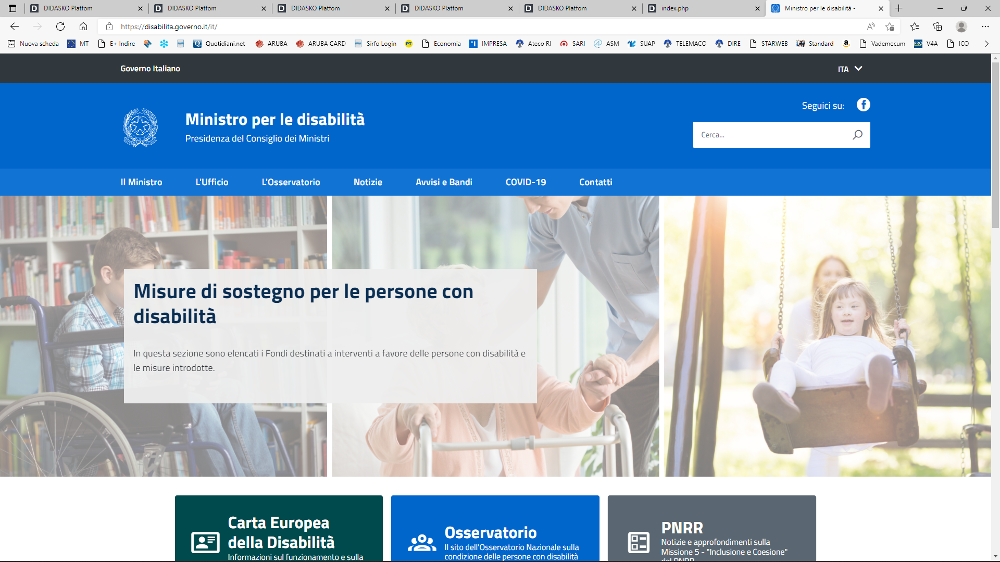 DIDASKO Platfom
DIDASKO Platfom
DIDASKO Platfom
DIDASKO Platfom
DIDASKO Platfom
index.php
Ministro per le disabilità -
https://disabilita.governo.it/it/
Nuova scheda
MT
E+ Indire
Quotidiani.net
ARUBA
ARUBA CARD
Sirfo Login
PT
Economia
IMPRESA
Ateco RI
SARI
ASM
SUAP
TELEMACO
DIRE
STARWEB
Standard
Vademecum
V4A
ICO
Governo Italiano
ITA
Ministro per le disabilità
Presidenza del Consiglio dei Ministri
Seguici su:
Cerca...
Il Ministro
L'Ufficio
L'Osservatorio
Notizie
Avvisi e Bandi
COVID-19
Contatti
Misure di sostegno per le persone con
disabilità
In questa sezione sono elencati i Fondi destinati a interventi a favore delle persone con disabilità e
le misure introdotte.
Carta Europea
della Disabilità
Informazioni sul funzionamento e sulla
Osservatorio
Il sito dell'Osservatorio Nazionale sulla
condizione delle persone con disabilità
PNRR
Notizie e approfondimenti sulla
Missione 5 - "Inclusione e Coesione"
del PNRR